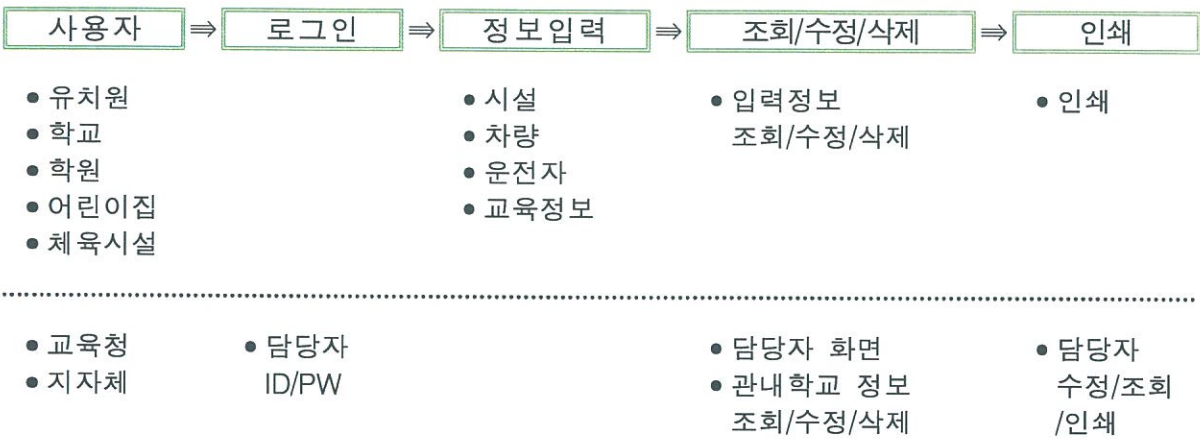 사용자 ⇒ 로그인 ⇒ 정보입력 ⇒ 조회/수정/삭제 ⇒ 인쇄
● 유치원
● 학교
● 학원
● 어린이집
● 체육시설
● 시설
● 차량
● 운전자
● 교육정보
● 입력정보
조회/수정/삭제
● 인쇄
● 교육청
● 지자체
● 담당자
ID/PW
● 담당자 화면
● 관내학교 정보
조회/수정/삭제
● 담당자
수정/조회
/인쇄